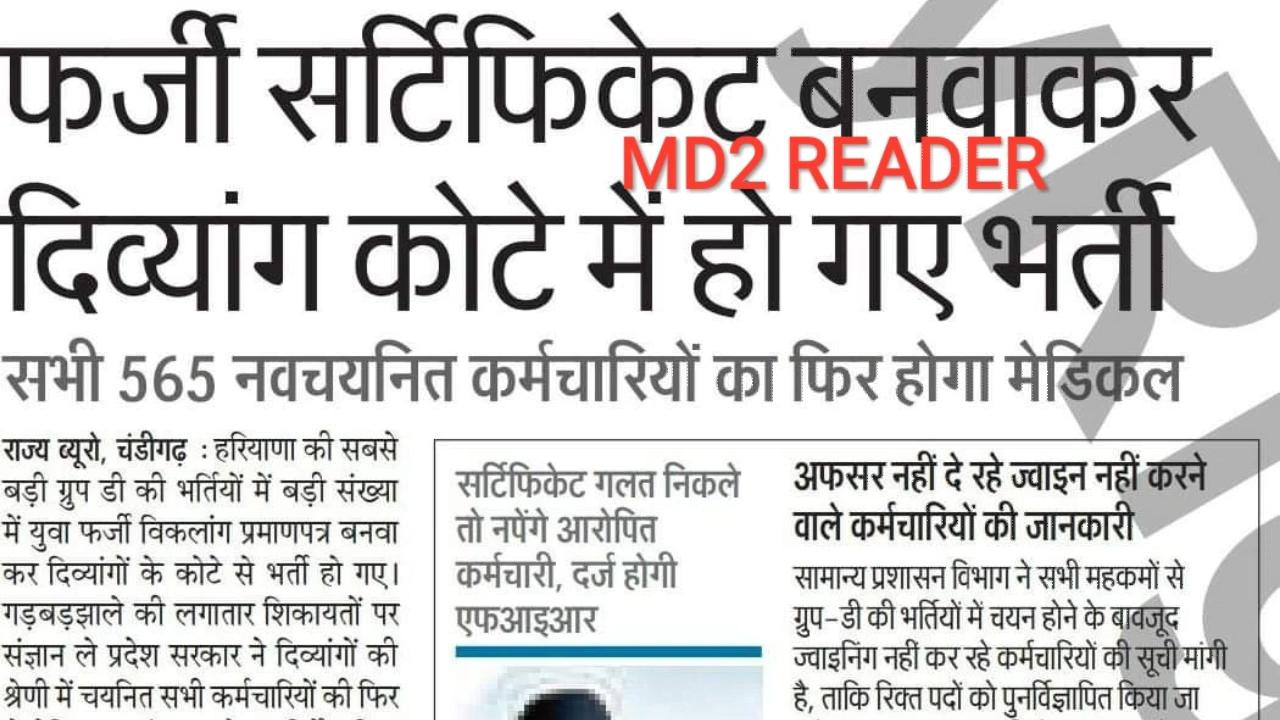 फर्जी सर्टिफिकेट बनवाकर
MD2 READER
दिव्यांग कोटे में हो गए भर्ती
सभी 565 नवचयनित कर्मचारियों का फिर होगा मेडिकल
राज्य ब्यूरो, चंडीगढ़ : हरियाणा की सबसे
बड़ी ग्रुप डी की भर्तियों में बड़ी संख्या
में युवा फर्जी विकलांग प्रमाणपत्र बनवा
कर दिव्यांगों के कोटे से भर्ती हो गए।
गड़बड़झाले की लगातार शिकायतों पर
संज्ञान ले प्रदेश सरकार ने दिव्यांगों की
श्रेणी में चयनित सभी कर्मचारियों की फिर
सर्टिफिकेट गलत निकले
तो नपेंगे आरोपित
कर्मचारी, दर्ज होगी
एफआइआर
अफसर नहीं दे रहे ज्वाइन नहीं करने
वाले कर्मचारियों की जानकारी
सामान्य प्रशासन विभाग ने सभी महकमों से
ग्रुप-डी की भर्तियों में चयन होने के बावजूद
ज्वाइनिंग नहीं कर रहे कर्मचारियों की सूची मांगी
है, ताकि रिक्त पदों को पुनर्विज्ञापित किया जा